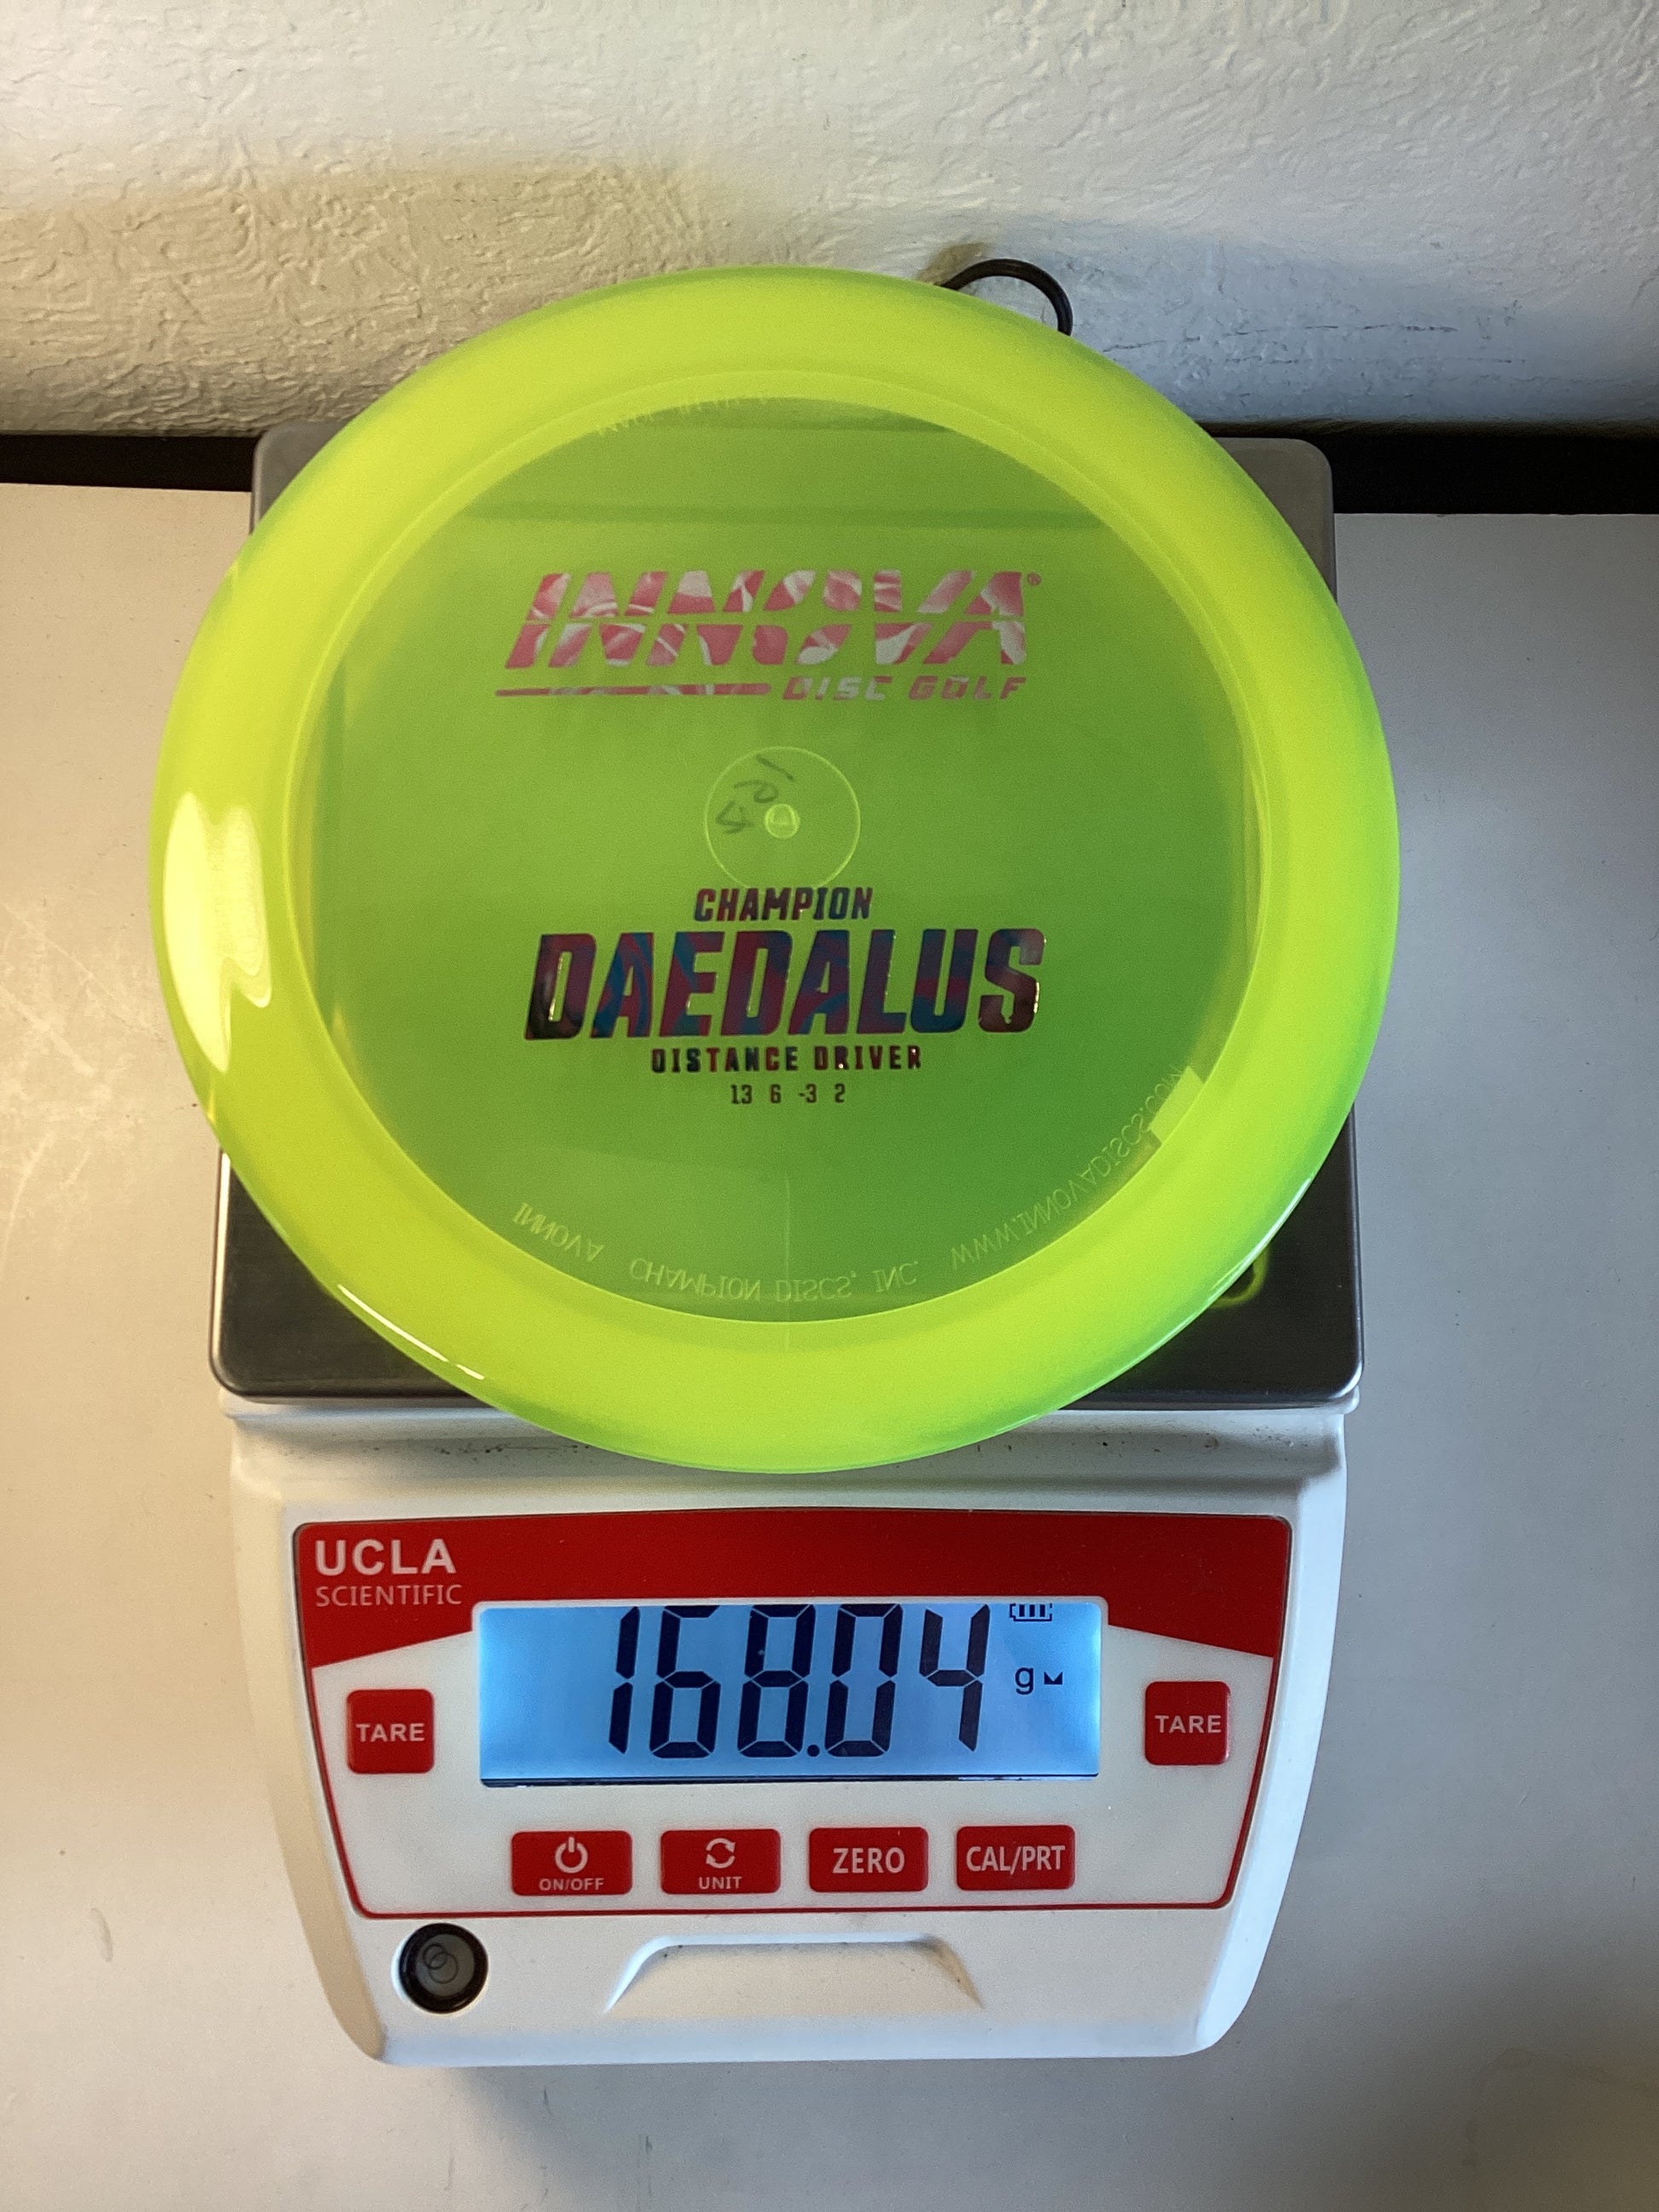 INNOVA®
DISC GOLF
CHAMPION
DAEDALUS
DISTANCE DRIVER
13 6 -3 2
INNOVA CHAMPION DISCS, INC. WWW.INNOVADISCS.COM
UCLA
SCIENTIFIC
168.04 g
TARE
TARE
ON/OFF
UNIT
ZERO
CAL/PRT